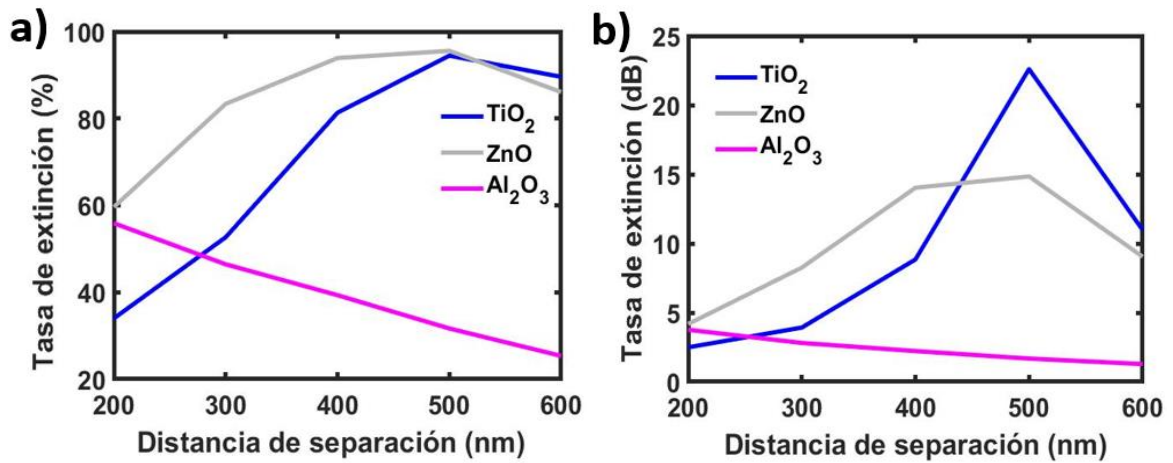 a)
Tasa de extinción (%)
100
80
60
40
20
TiO2
ZnO
Al2O3
200 300 400 500 600
Distancia de separación (nm)
b)
Tasa de extinción (dB)
25
20
15
10
5
0
TiO2
ZnO
Al2O3
200 300 400 500 600
Distancia de separación (nm)